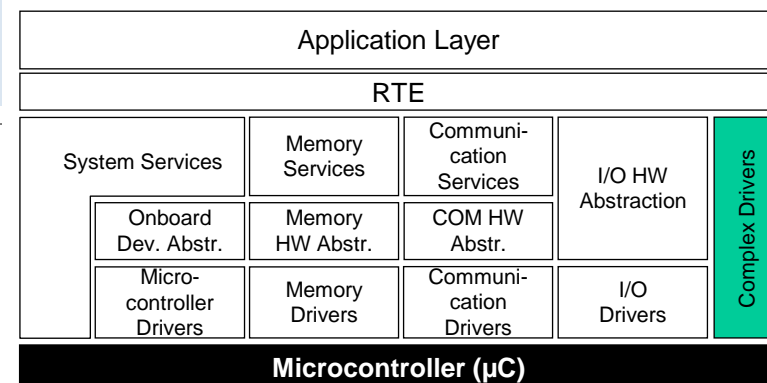 Application Layer
RTE
System Services
Memory
Services
Communi-
cation
Services
I/O HW
Abstraction
Complex Drivers
Onboard
Dev. Abstr.
Memory
HW Abstr.
COM HW
Abstr.
Micro-
controller
Drivers
Memory
Drivers
Communi-
cation
Drivers
I/O
Drivers
Microcontroller (µC)